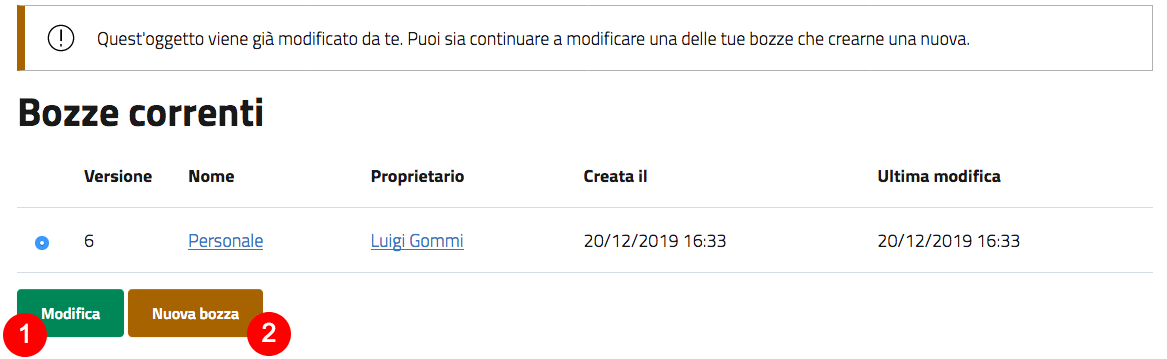 Quest'oggetto viene già modificato da te. Puoi sia continuare a modificare una delle tue bozze che crearne una nuova.
Bozze correnti
Versione Nome Proprietario Creata il Ultima modifica
6 Personale Luigi Gommi 20/12/2019 16:33 20/12/2019 16:33
Modifica Nuova bozza
1 2